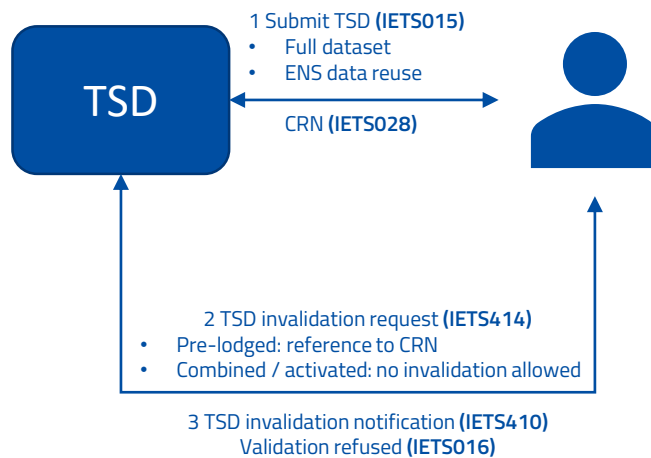 1 Submit TSD (IETS015)
• Full dataset
• ENS data reuse
TSD
CRN (IETS028)
2 TSD invalidation request (IETS414)
• Pre-lodged: reference to CRN
• Combined / activated: no invalidation allowed
3 TSD invalidation notification (IETS410)
Validation refused (IETS016)